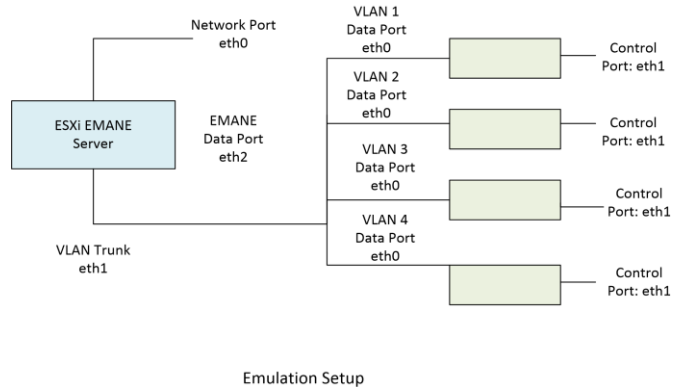 Network Port
eth0
VLAN 1
Data Port
eth0
Control
Port: eth1
VLAN 2
Data Port
eth0
ESXi EMANE
Server
EMANE
Data Port
eth2
Control
Port: eth1
VLAN 3
Data Port
eth0
Control
Port: eth1
VLAN 4
Data Port
eth0
VLAN Trunk
eth1
Control
Port: eth1
Emulation Setup